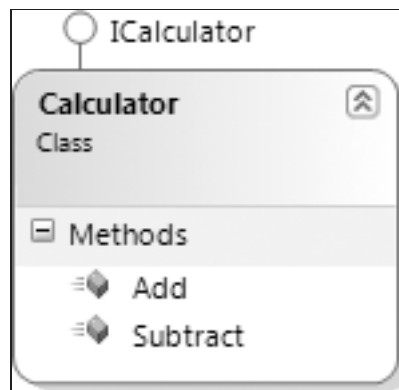 ICalculator
Calculator
Class
Methods
Add
Subtract